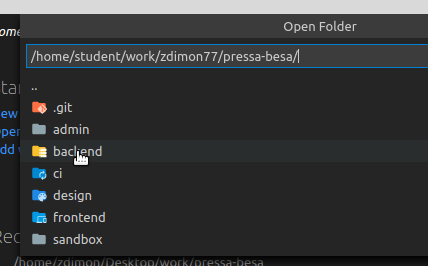 Open Folder
ome
/home/student/work/zdimon77/pressa-besa/
Star
..
ew
.git
pen
admin
dd
backend
ci
design
frontend
Rec
sandbox
/home/zdimon/Desktop/work/pressa-besa